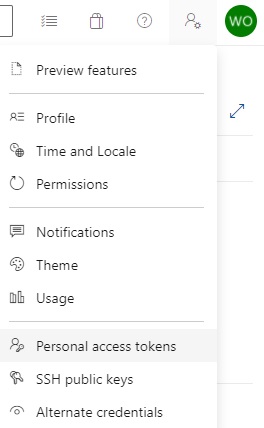 WO
Preview features
Profile
Time and Locale
Permissions
Notifications
Theme
Usage
Personal access tokens
SSH public keys
Alternate credentials